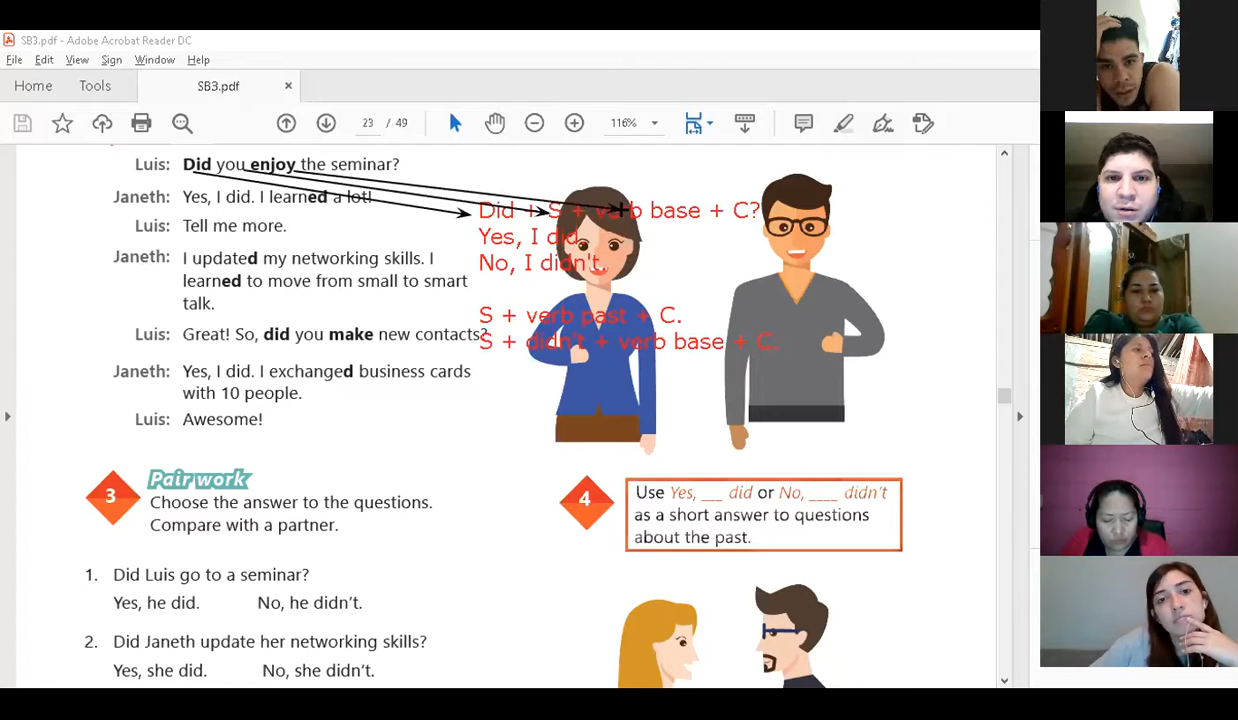 SB3.pdf - Adobe Acrobat Reader DC
File Edit View Sign Window Help
Home Tools SB3.pdf ×
23 / 49 116%
Luis: Did you enjoy the seminar?
Janeth: Yes, I did. I learned a lot!
Luis: Tell me more.
Janeth: I updated my networking skills. I
learned to move from small to smart
talk.
Luis: Great! So, did you make new contacts?
Janeth: Yes, I did. I exchanged business cards
with 10 people.
Luis: Awesome!
Did + S + verb base + C?
Yes, I did.
No, I didn't.
S + verb past + C.
S + didn't + verb base + C.
3 Pair work
Choose the answer to the questions.
Compare with a partner.
1. Did Luis go to a seminar?
Yes, he did. No, he didn't.
2. Did Janeth update her networking skills?
Yes, she did. No, she didn't.
4 Use Yes, ___ did or No, ____ didn't
as a short answer to questions
about the past.